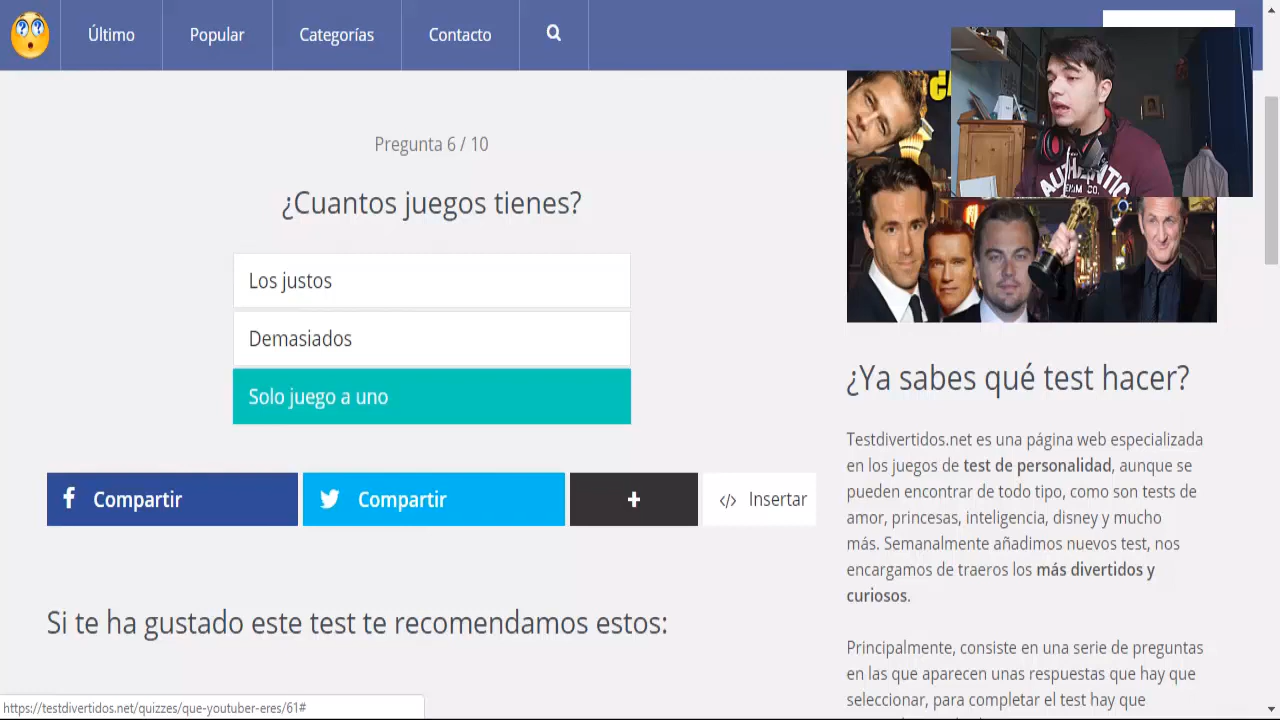 Último
Popular
Categorías
Contacto
Pregunta 6 / 10
¿Cuantos juegos tienes?
Los justos
Demasiados
Solo juego a uno
Compartir
Compartir
+
Insertar
Si te ha gustado este test te recomendamos estos:
AUTHENTIC
DENIM CO.
¿Ya sabes qué test hacer?
Testdivertidos.net es una página web especializada
en los juegos de test de personalidad, aunque se
pueden encontrar de todo tipo, como son tests de
amor, princesas, inteligencia, disney y mucho
más. Semanalmente añadimos nuevos test, nos
encargamos de traeros los más divertidos y
curiosos.
Principalmente, consiste en una serie de preguntas
en las que aparecen unas respuestas que hay que
seleccionar, para completar el test hay que
https://testdivertidos.net/quizzes/que-youtuber-eres/61#